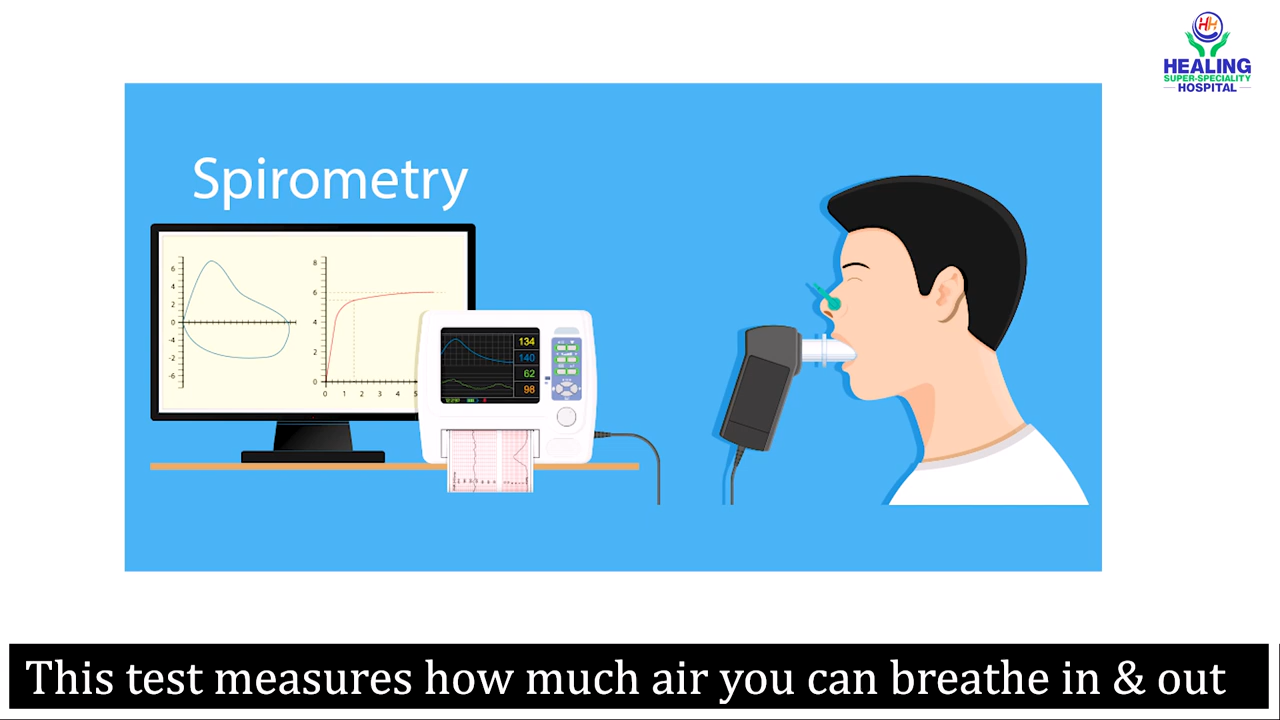 HH
HEALING
SUPER-SPECIALITY
HOSPITAL
Spirometry
6
4
2
0
-2
-4
-6
8
6
4
2
0
0 1 2 3 4 5
134
140
62
98
This test measures how much air you can breathe in & out